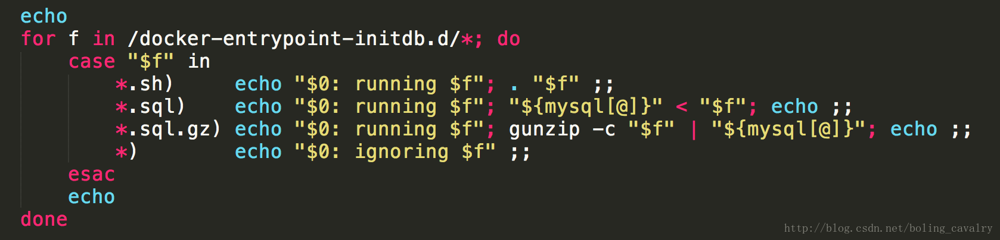 echo
for f in /docker-entrypoint-initdb.d/*; do
    case "$f" in
        *.sh)     echo "$0: running $f"; . "$f" ;;
        *.sql)    echo "$0: running $f"; "${mysql[@]}" < "$f"; echo ;;
        *.sql.gz) echo "$0: running $f"; gunzip -c "$f" | "${mysql[@]}"; echo ;;
        *)        echo "$0: ignoring $f" ;;
    esac
    echo
done
http://blog.csdn.net/boling_cavalry